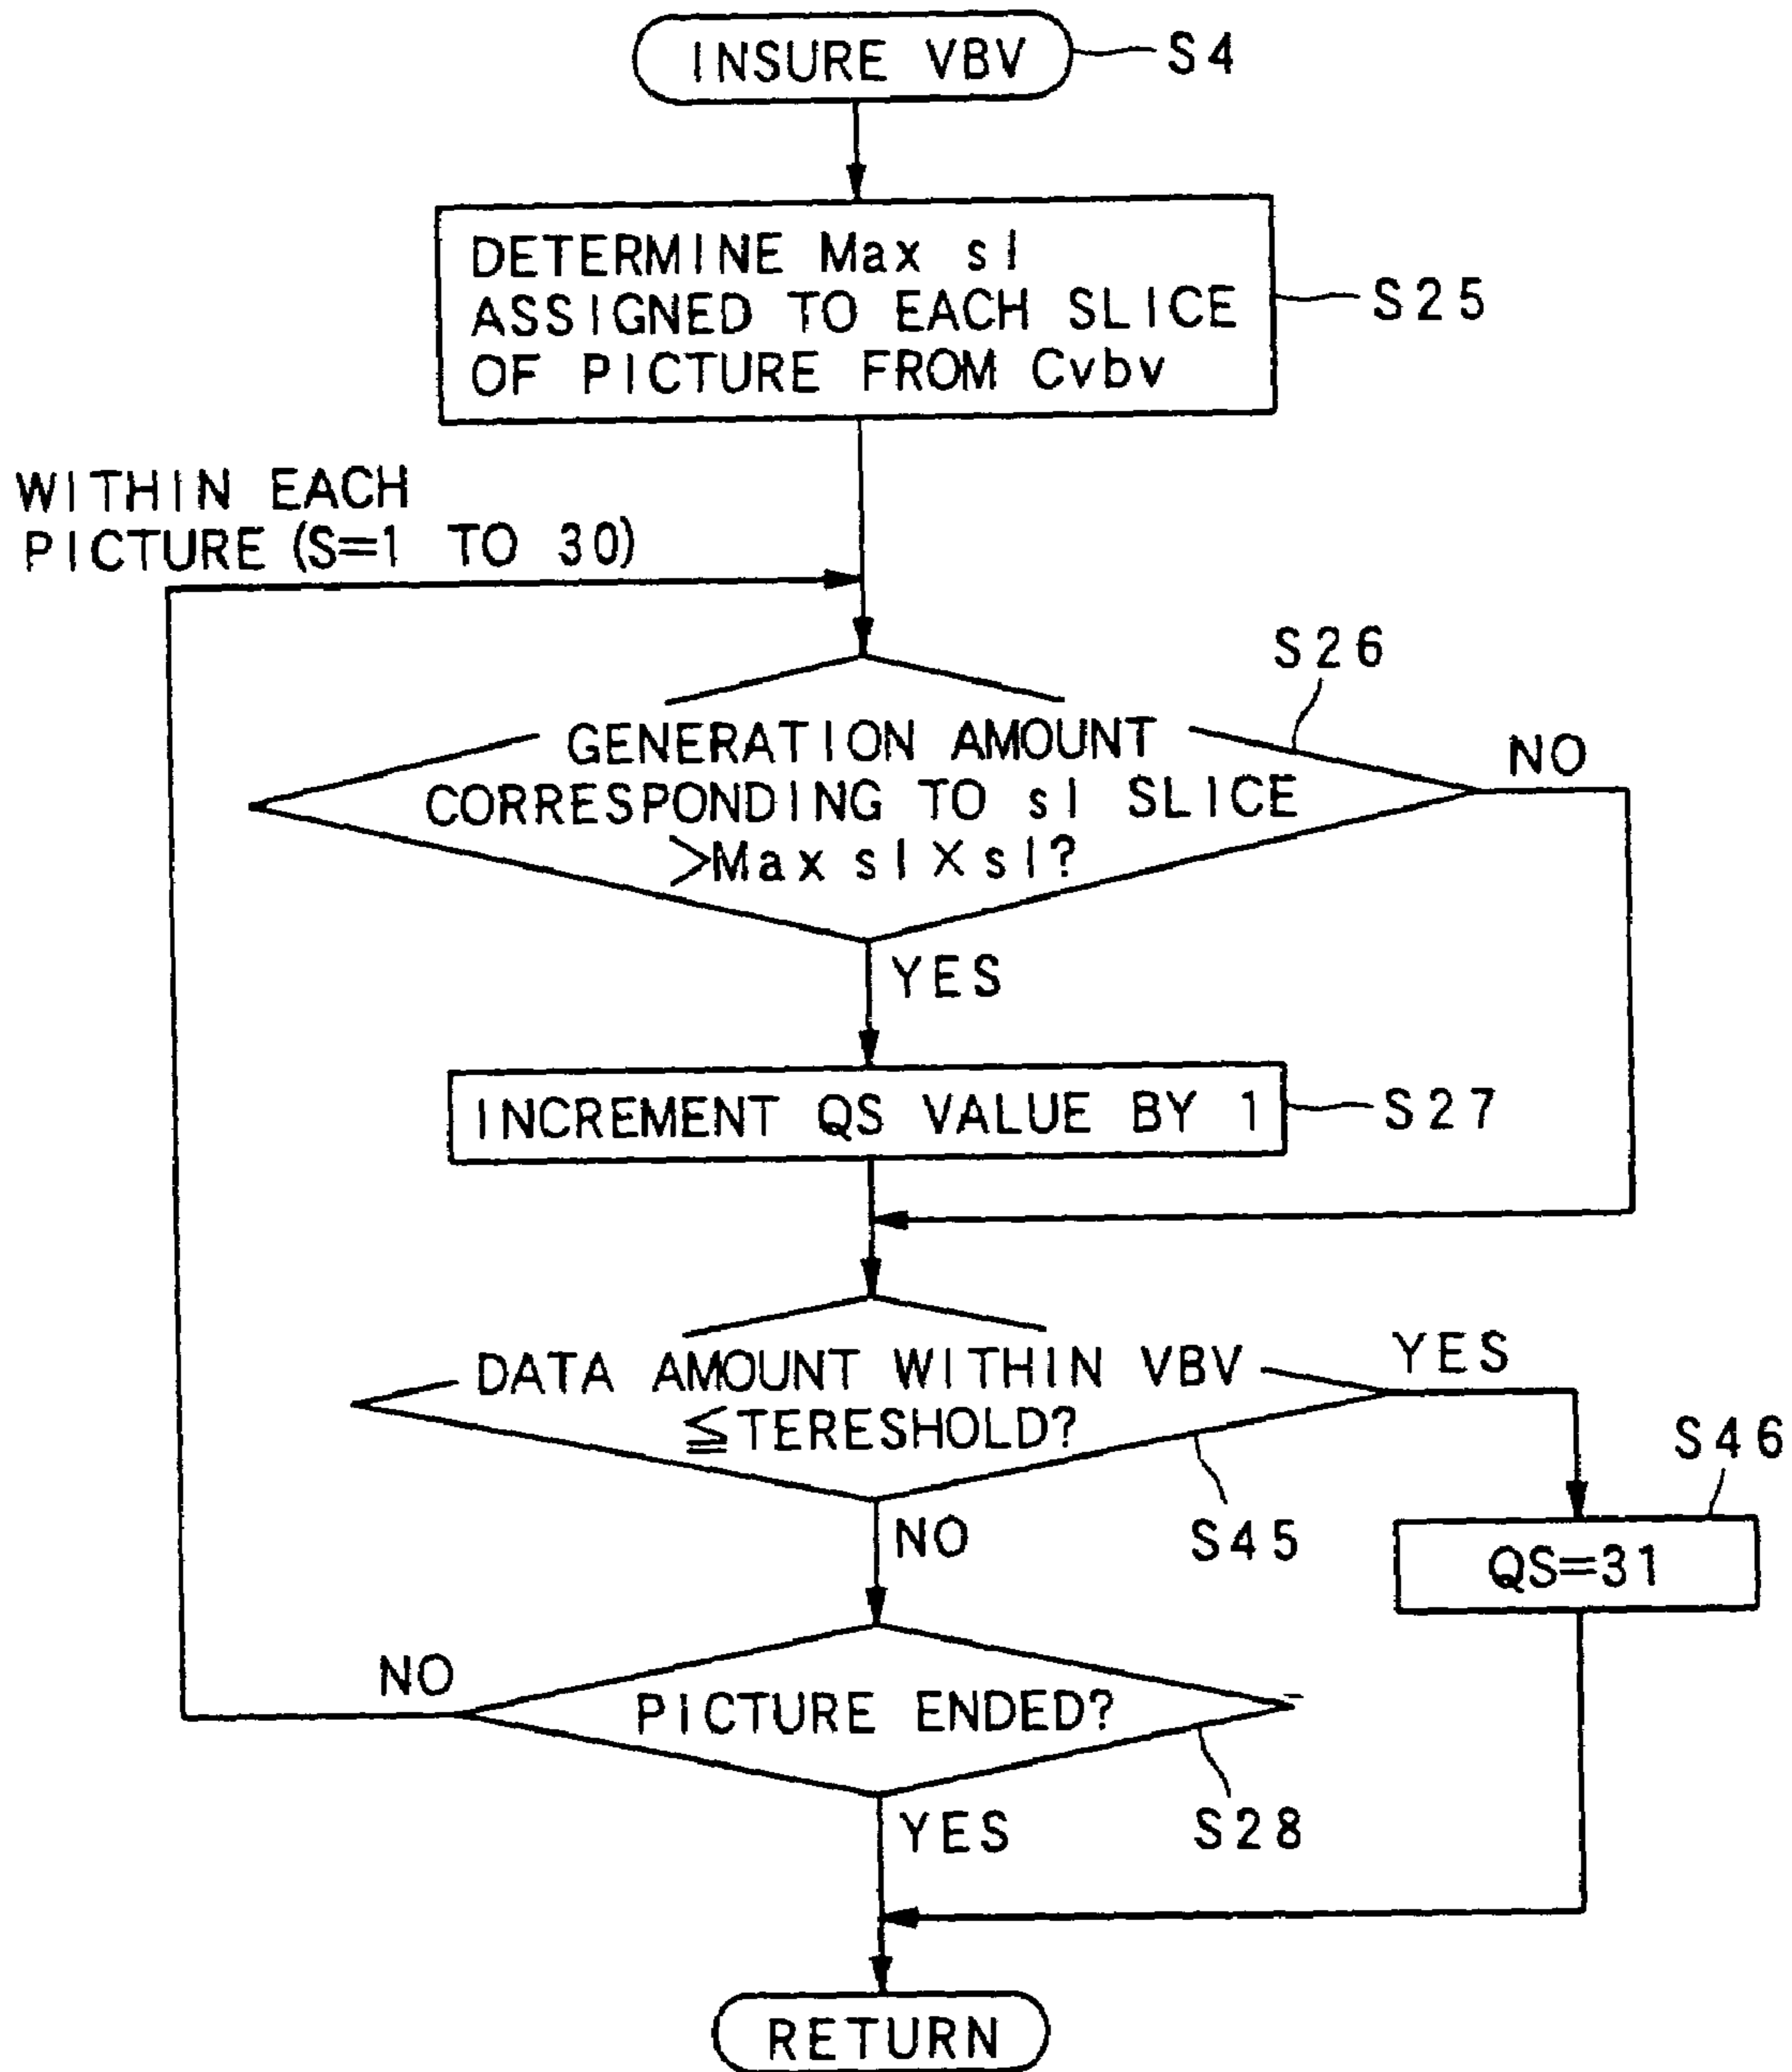 INSURE VBV
S4
DETERMINE Max sl
ASSIGNED TO EACH SLICE
OF PICTURE FROM Cvbv
S25
WITHIN EACH
PICTURE (S=1 TO 30)
S26
GENERATION AMOUNT
CORRESPONDING TO sl SLICE
>Max sl×sl?
NO
YES
INCREMENT QS VALUE BY 1
S27
DATA AMOUNT WITHIN VBV
≦TERESHOLD?
YES
S46
S45
NO
QS=31
NO
PICTURE ENDED?
YES
S28
RETURN